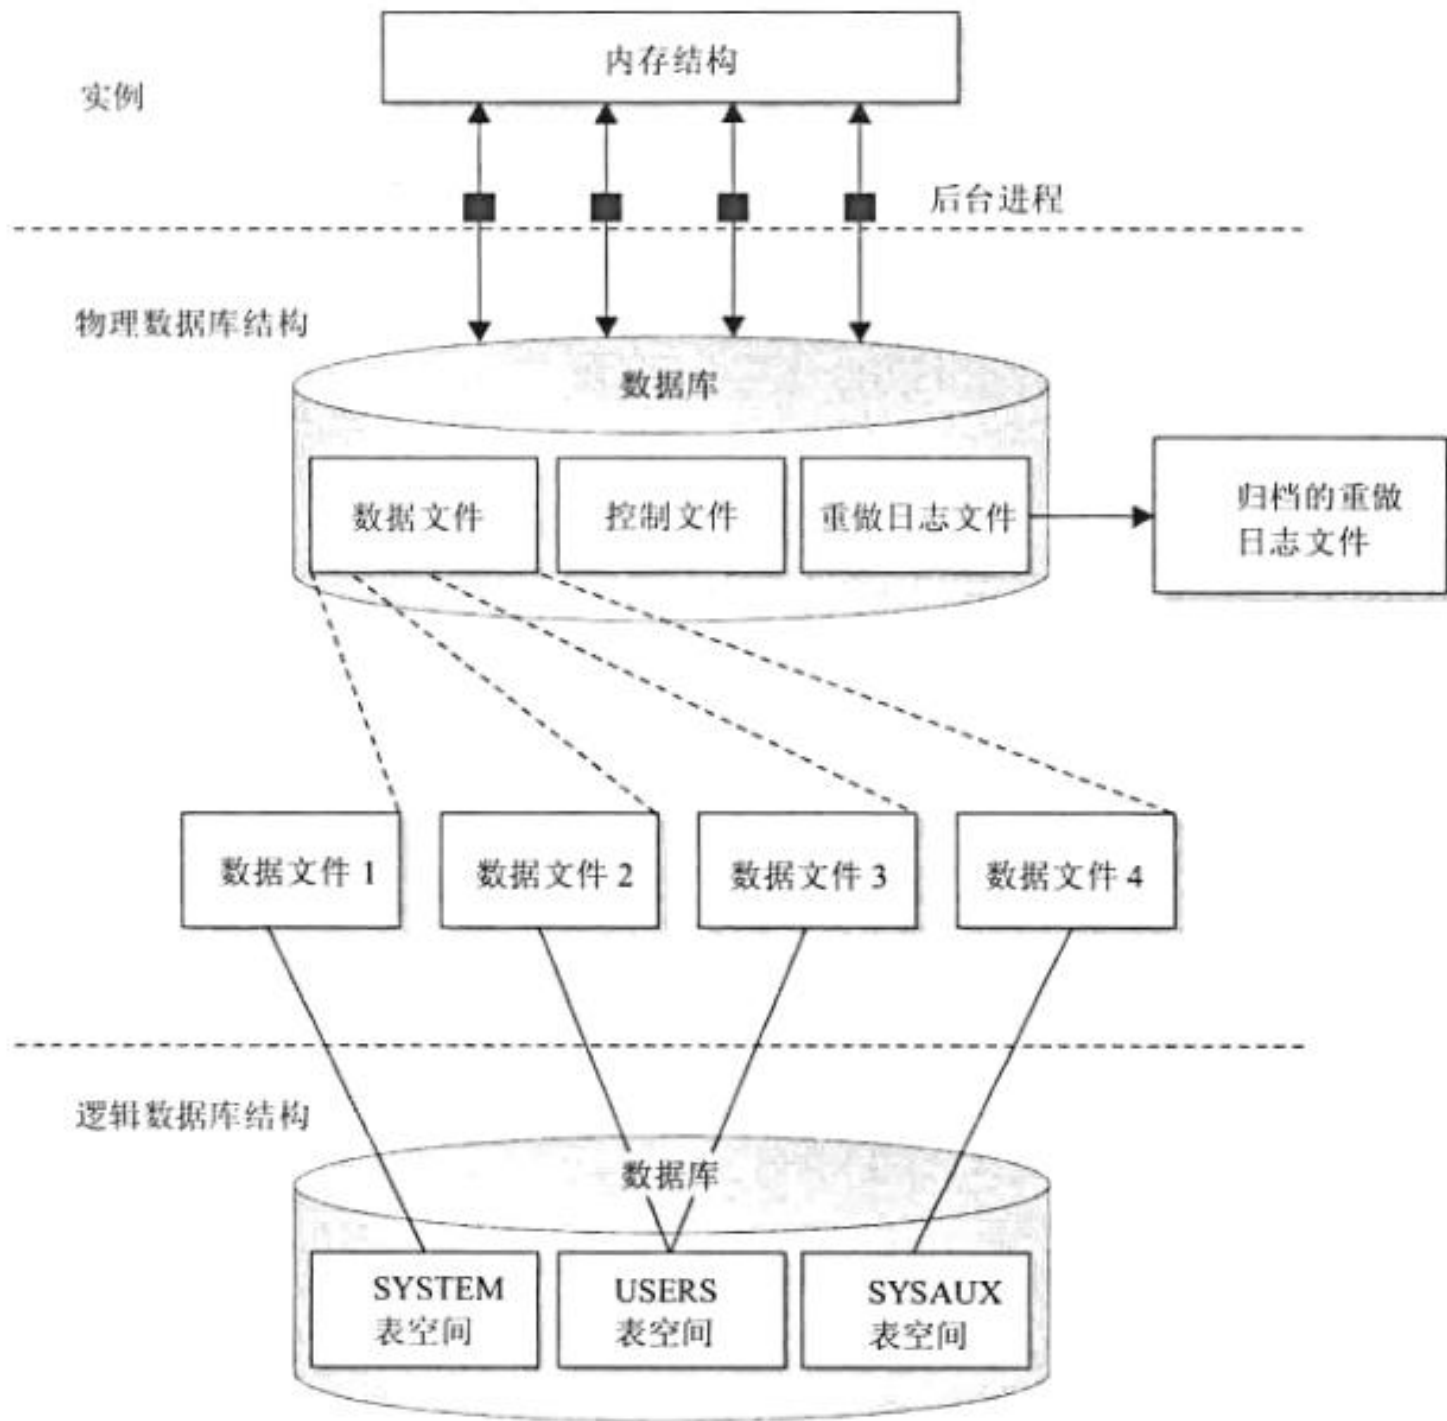 内存结构
实例
后台进程
物理数据库结构
数据库
数据文件
控制文件
重做日志文件
归档的重做
日志文件
数据文件 1
数据文件 2
数据文件 3
数据文件 4
逻辑数据库结构
数据库
SYSTEM
表空间
USERS
表空间
SYSAUX
表空间